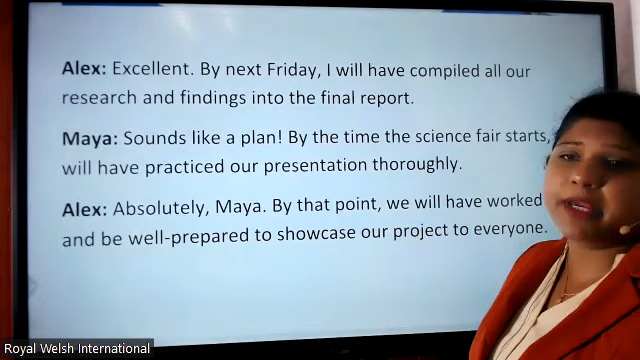 Alex: Excellent. By next Friday, I will have compiled all our
research and findings into the final report.
Maya: Sounds like a plan! By the time the science fair starts,
will have practiced our presentation thoroughly.
Alex: Absolutely, Maya. By that point, we will have worked
and be well-prepared to showcase our project to everyone.
Royal Welsh International